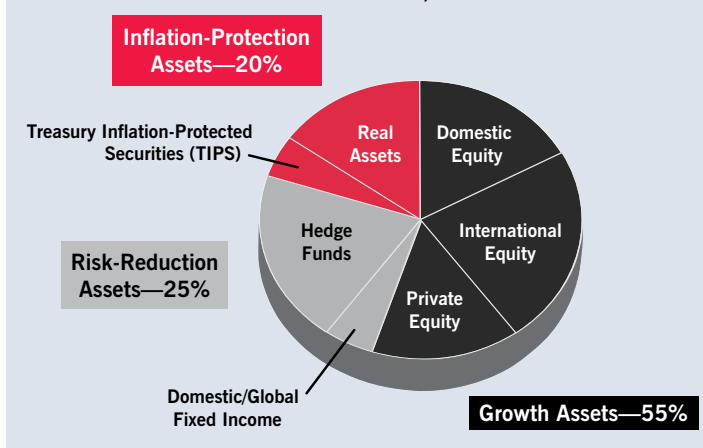 Inflation-Protection
Assets—20%
Treasury Inflation-Protected
Securities (TIPS)
Real
Assets
Domestic
Equity
Hedge
Funds
International
Equity
Risk-Reduction
Assets—25%
Private
Equity
Domestic/Global
Fixed Income
Growth Assets—55%